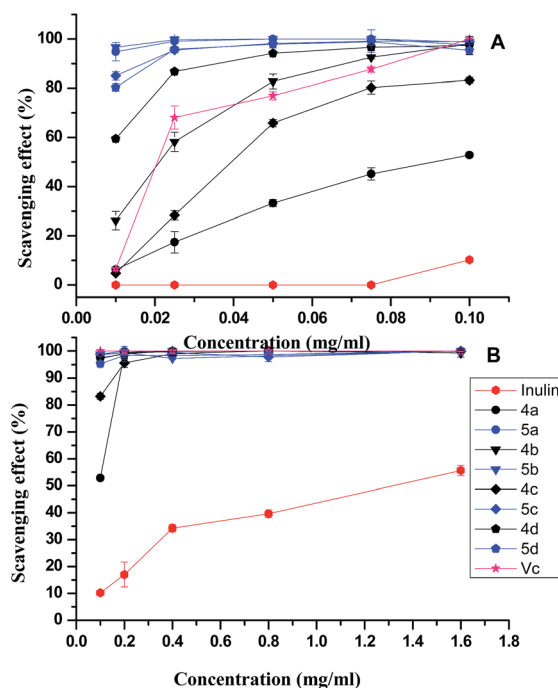 A
Scavenging effect (%)
100
80
60
40
20
0
0.00 0.02 0.04 0.06 0.08 0.10
Concentration (mg/ml)
B
Scavenging effect (%)
100
90
80
70
60
50
40
30
20
10
0
0.0 0.2 0.4 0.6 0.8 1.0 1.2 1.4 1.6 1.8
Concentration (mg/ml)
Inulin
4a
5a
4b
5b
4c
5c
4d
5d
Vc